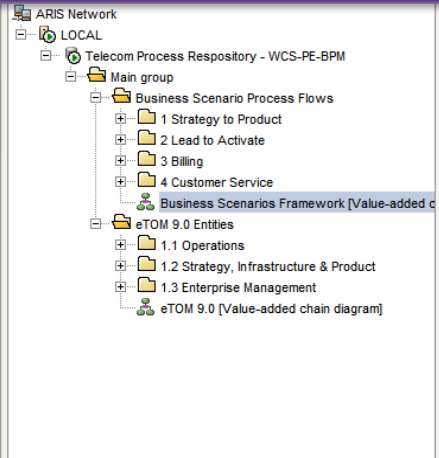 ARIS Network
LOCAL
Telecom Process Respository - WCS-PE-BPM
Main group
Business Scenario Process Flows
1 Strategy to Product
2 Lead to Activate
3 Billing
4 Customer Service
Business Scenarios Framework [Value-added c
eTOM 9.0 Entities
1.1 Operations
1.2 Strategy, Infrastructure & Product
1.3 Enterprise Management
eTOM 9.0 [Value-added chain diagram]